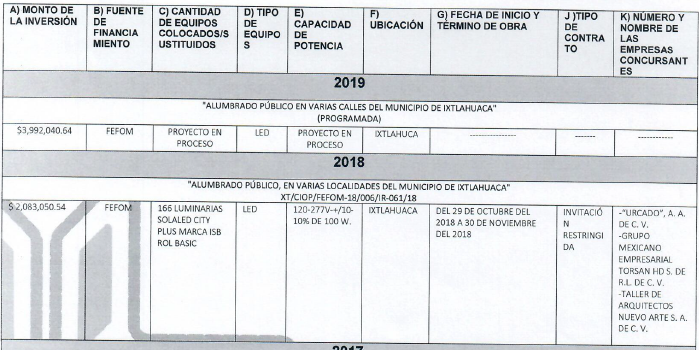 A) MONTO DE LA INVERSIÓN
B) FUENTE DE FINANCIA MIENTO
C) CANTIDAD DE EQUIPOS COLOCADOS/S USTITUIDOS
D) TIPO DE EQUIPO S
E) CAPACIDAD DE POTENCIA
F) UBICACIÓN
G) FECHA DE INICIO Y TÉRMINO DE OBRA
J )TIPO DE CONTRA TO
K) NÚMERO Y NOMBRE DE LAS EMPRESAS CONCURSANT ES
2019
"ALUMBRADO PÚBLICO EN VARIAS CALLES DEL MUNICIPIO DE IXTLAHUACA"
(PROGRAMADA)
$3,992,040.64
FEFOM
PROYECTO EN PROCESO
LED
PROYECTO EN PROCESO
IXTLAHUCA
----------------
-------
------------
2018
"ALUMBRADO PÚBLICO, EN VARIAS LOCALIDADES DEL MUNICIPIO DE IXTLAHUACA"
XT/CIOP/FEFOM-18/006/IR-061/18
$ 2,083,050.54
FEFOM
166 LUMINARIAS
SOLALED CITY
PLUS MARCA ISB
ROL BASIC
LED
120-277V-+/10-
10% DE 100 W.
IXTLAHUACA
DEL 29 DE OCTUBRE DEL
2018 A 30 DE NOVIEMBRE
DEL 2018
INVITACIÓ
N
RESTRINGI
DA
-"URCADO", A. A.
DE C. V.
-GRUPO
MEXICANO
EMPRESARIAL
TORSAN HD S. DE
R.L. DE C. V.
-TALLER DE
ARQUITECTOS
NUEVO ARTE S. A.
DE C. V.
2017